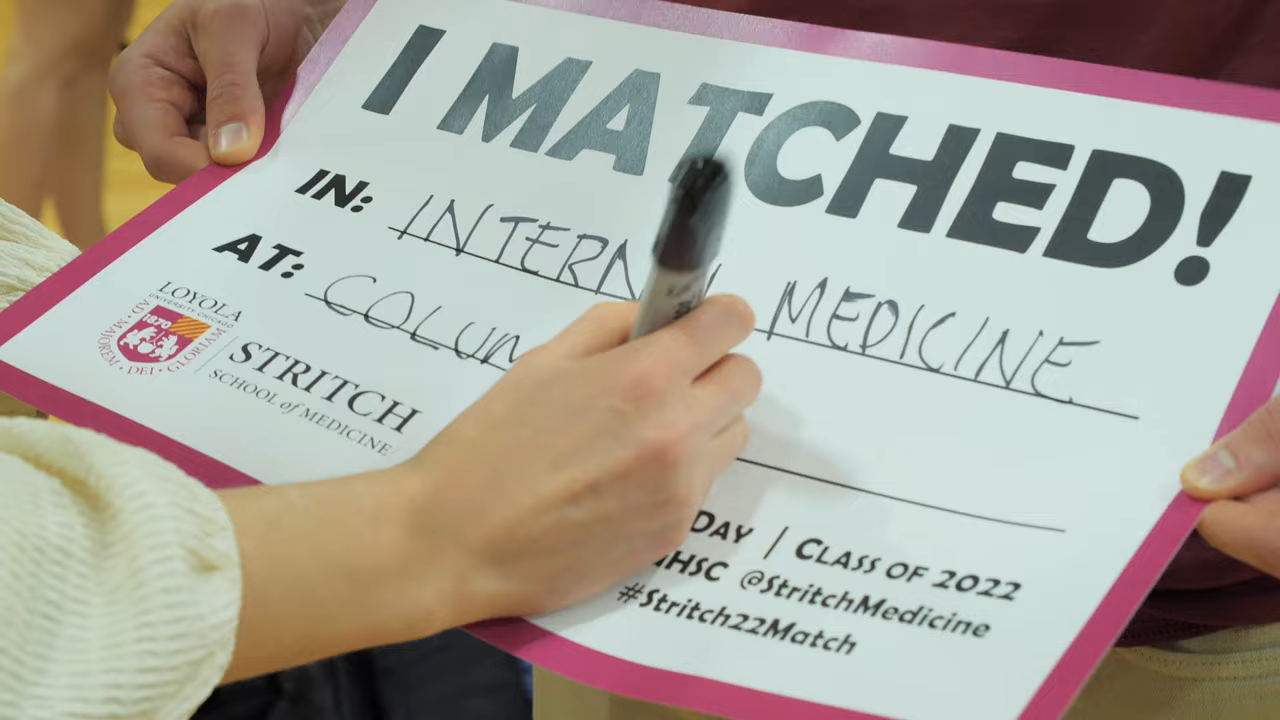 I MATCHED!
IN: INTERNAL MEDICINE
AT: COLUM
LOYOLA
UNIVERSITY CHICAGO
1870
AD · MAIOREM · DEI · GLORIAM
STRITCH
SCHOOL of MEDICINE
DAY | CLASS OF 2022
HSC @StritchMedicine
#Stritch22Match